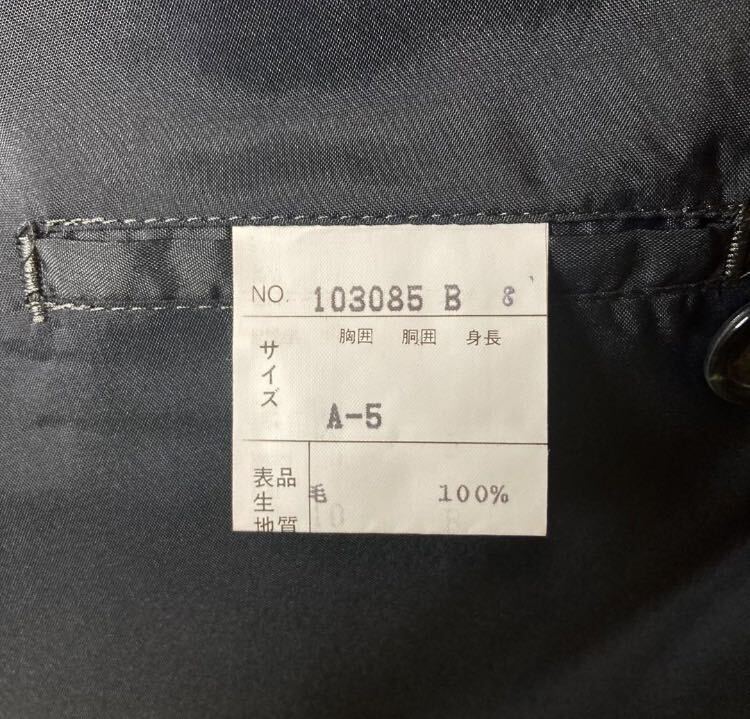 NO. 103085 B 8
サイズ
胸囲 胴囲 身長
A-5
表生地
品質
毛 100%
10 B